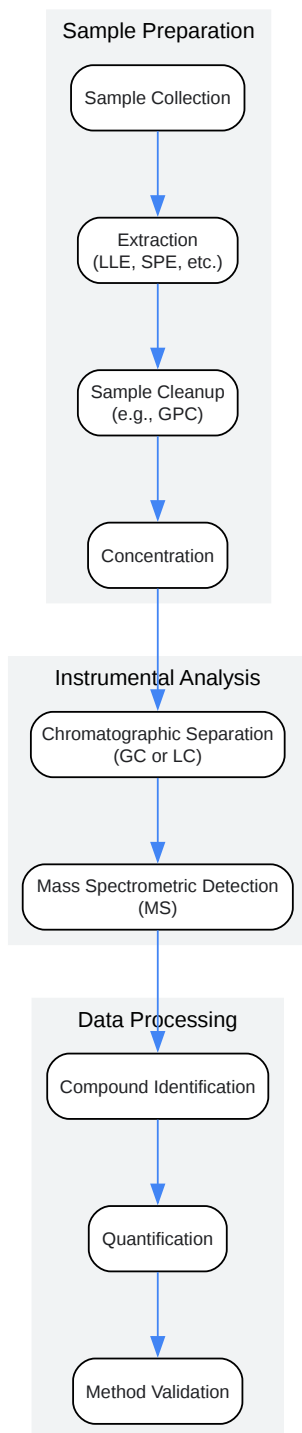 Sample Preparation
Sample Collection
Extraction
(LLE, SPE, etc.)
Sample Cleanup
(e.g., GPC)
Concentration
Instrumental Analysis
Chromatographic Separation
(GC or LC)
Mass Spectrometric Detection
(MS)
Data Processing
Compound Identification
Quantification
Method Validation